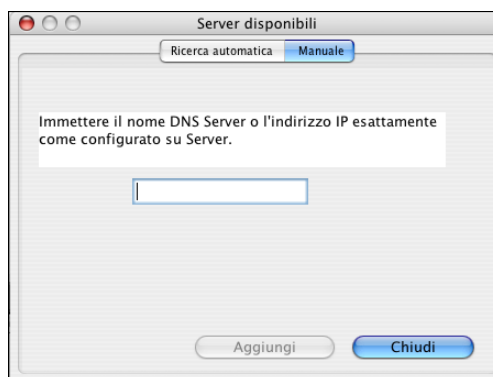 Server disponibili
Ricerca automatica Manuale
Immettere il nome DNS Server o l'indirizzo IP esattamente
come configurato su Server.
Aggiungi Chiudi